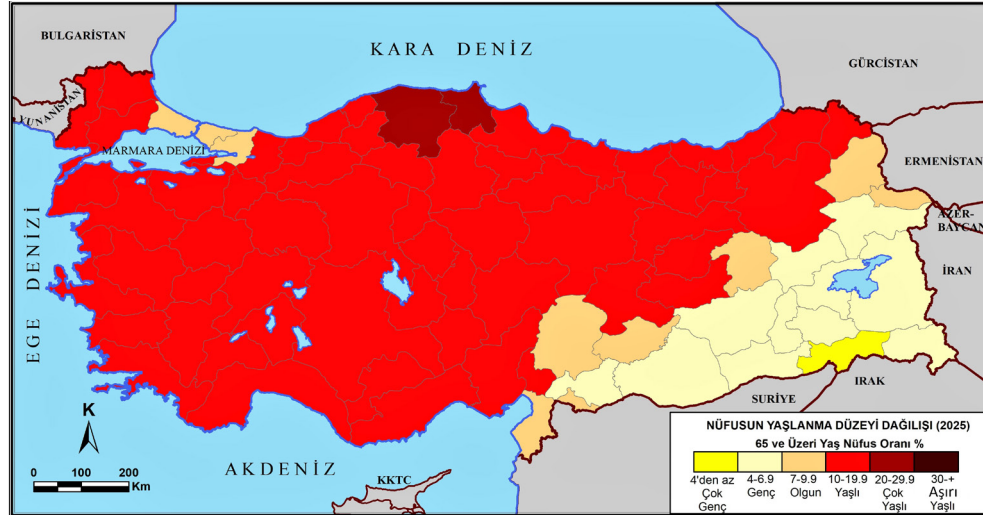 BULGARİSTAN
KARA DENİZ
GÜRCİSTAN
YUNANİSTAN
MARMARA DENİZİ
ERMENİSTAN
AZER-
BAYCAN
İRAN
EGE DENİZİ
IRAK
SURİYE
K
AKDENİZ
KKTC
0 50 100 200
Km
NÜFUSUN YAŞLANMA DÜZEYİ DAĞILIŞI (2025)
65 ve Üzeri Yaş Nüfus Oranı %
4'den az 4-6.9 7-9.9 10-19.9 20-29.9 30-+
Çok Genç Olgun Yaşlı Çok Aşırı
Genç Yaşlı Yaşlı